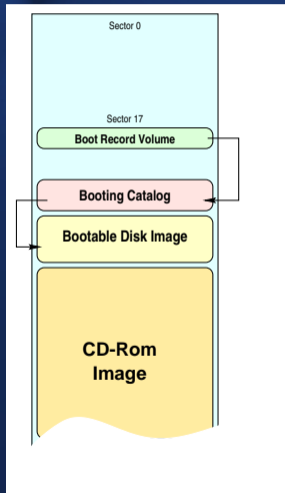 Sector 0
Sector 17
Boot Record Volume
Booting Catalog
Bootable Disk Image
CD-Rom
Image